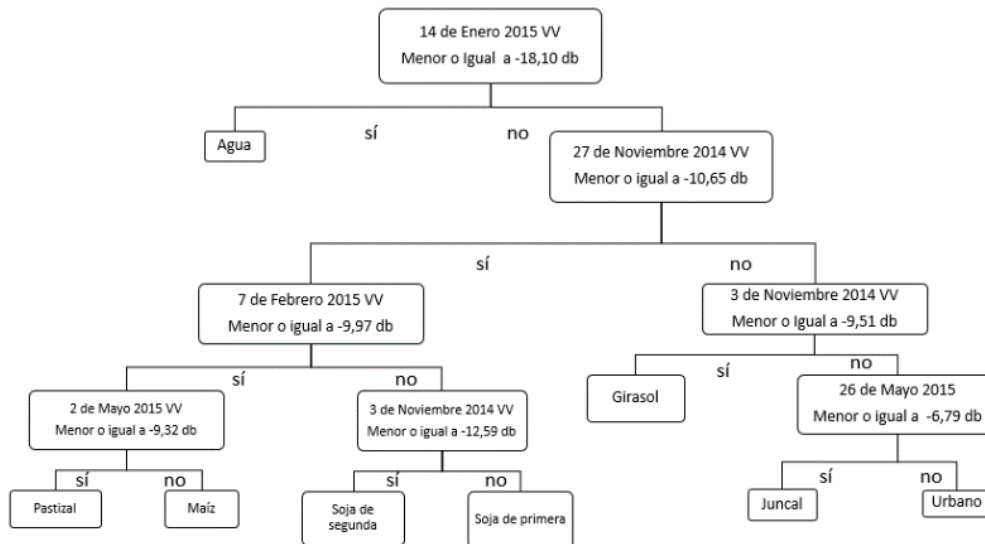 14 de Enero 2015 VV
Menor o Igual a -18,10 db
sí
no
Agua
27 de Noviembre 2014 VV
Menor o igual a -10,65 db
sí
no
7 de Febrero 2015 VV
Menor o igual a -9,97 db
3 de Noviembre 2014 VV
Menor o Igual a -9,51 db
sí
no
sí
no
2 de Mayo 2015 VV
Menor o igual a -9,32 db
3 de Noviembre 2014 VV
Menor o igual a -12,59 db
Girasol
26 de Mayo 2015
Menor o igual a -6,79 db
sí
no
sí
no
sí
no
Pastizal
Maíz
Soja de
segunda
Soja de primera
Juncal
Urbano